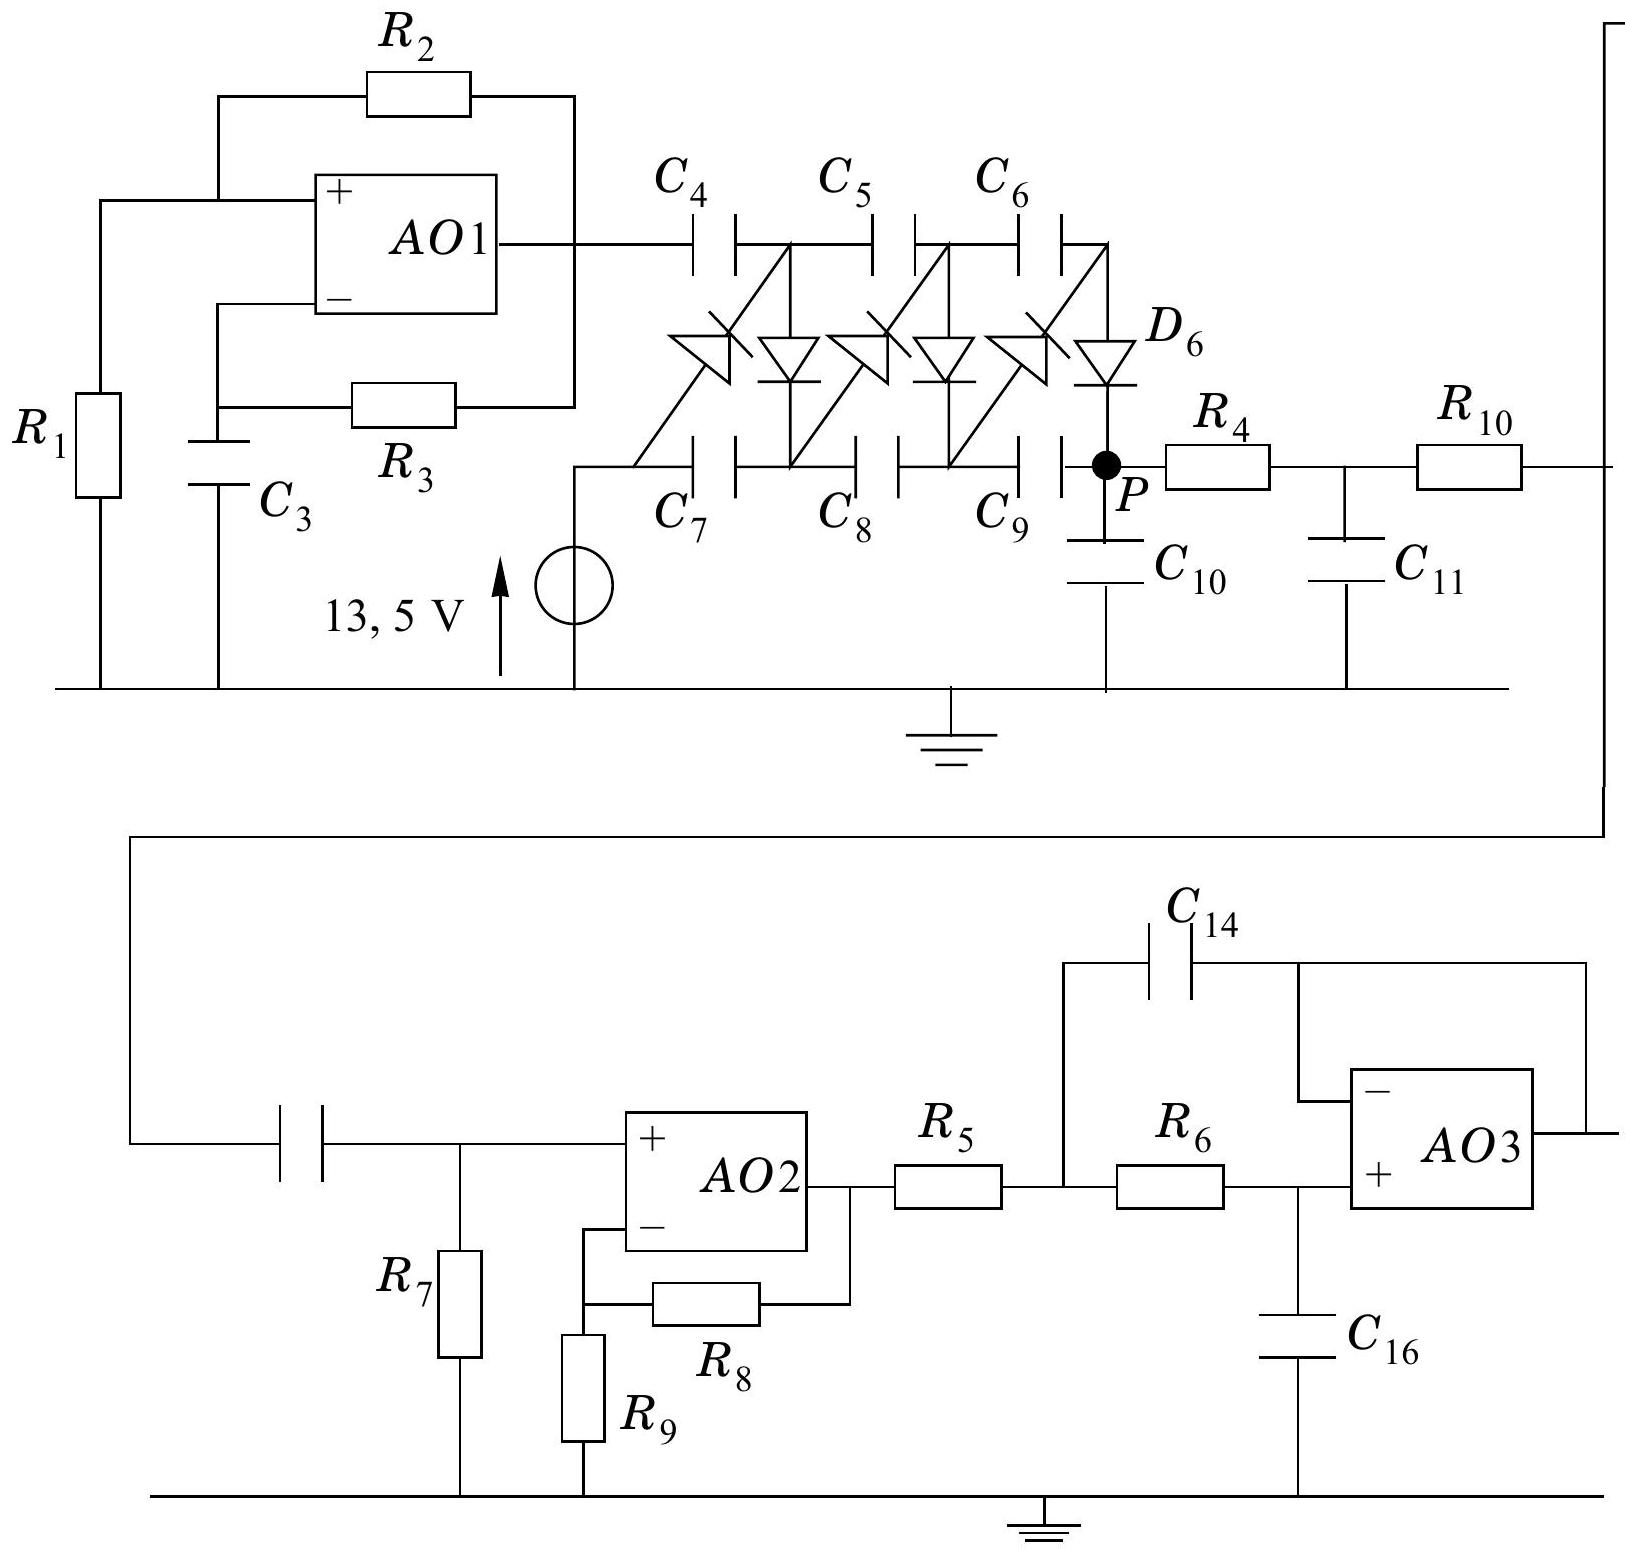 R2
C4 C5 C6
+
AO1
−
D6
R1
R3
C3
R4
R10
C7 C8 C9
P
C10
C11
13, 5 V
C14
−
AO3
+
+
AO2
−
R5
R6
R7
R8
R9
C16